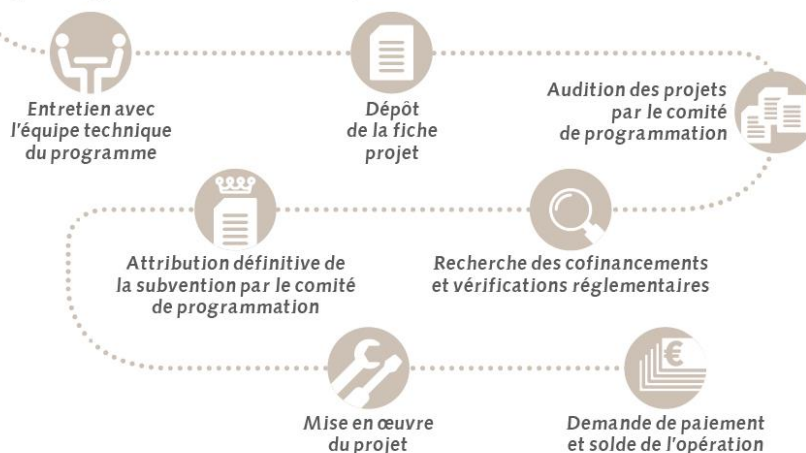 Entretien avec
l'équipe technique
du programme
Dépôt
de la fiche
projet
Audition des projets
par le comité
de programmation
Recherche des cofinancements
et vérifications réglementaires
Attribution définitive de
la subvention par le comité
de programmation
Mise en œuvre
du projet
€
Demande de paiement
et solde de l'opération